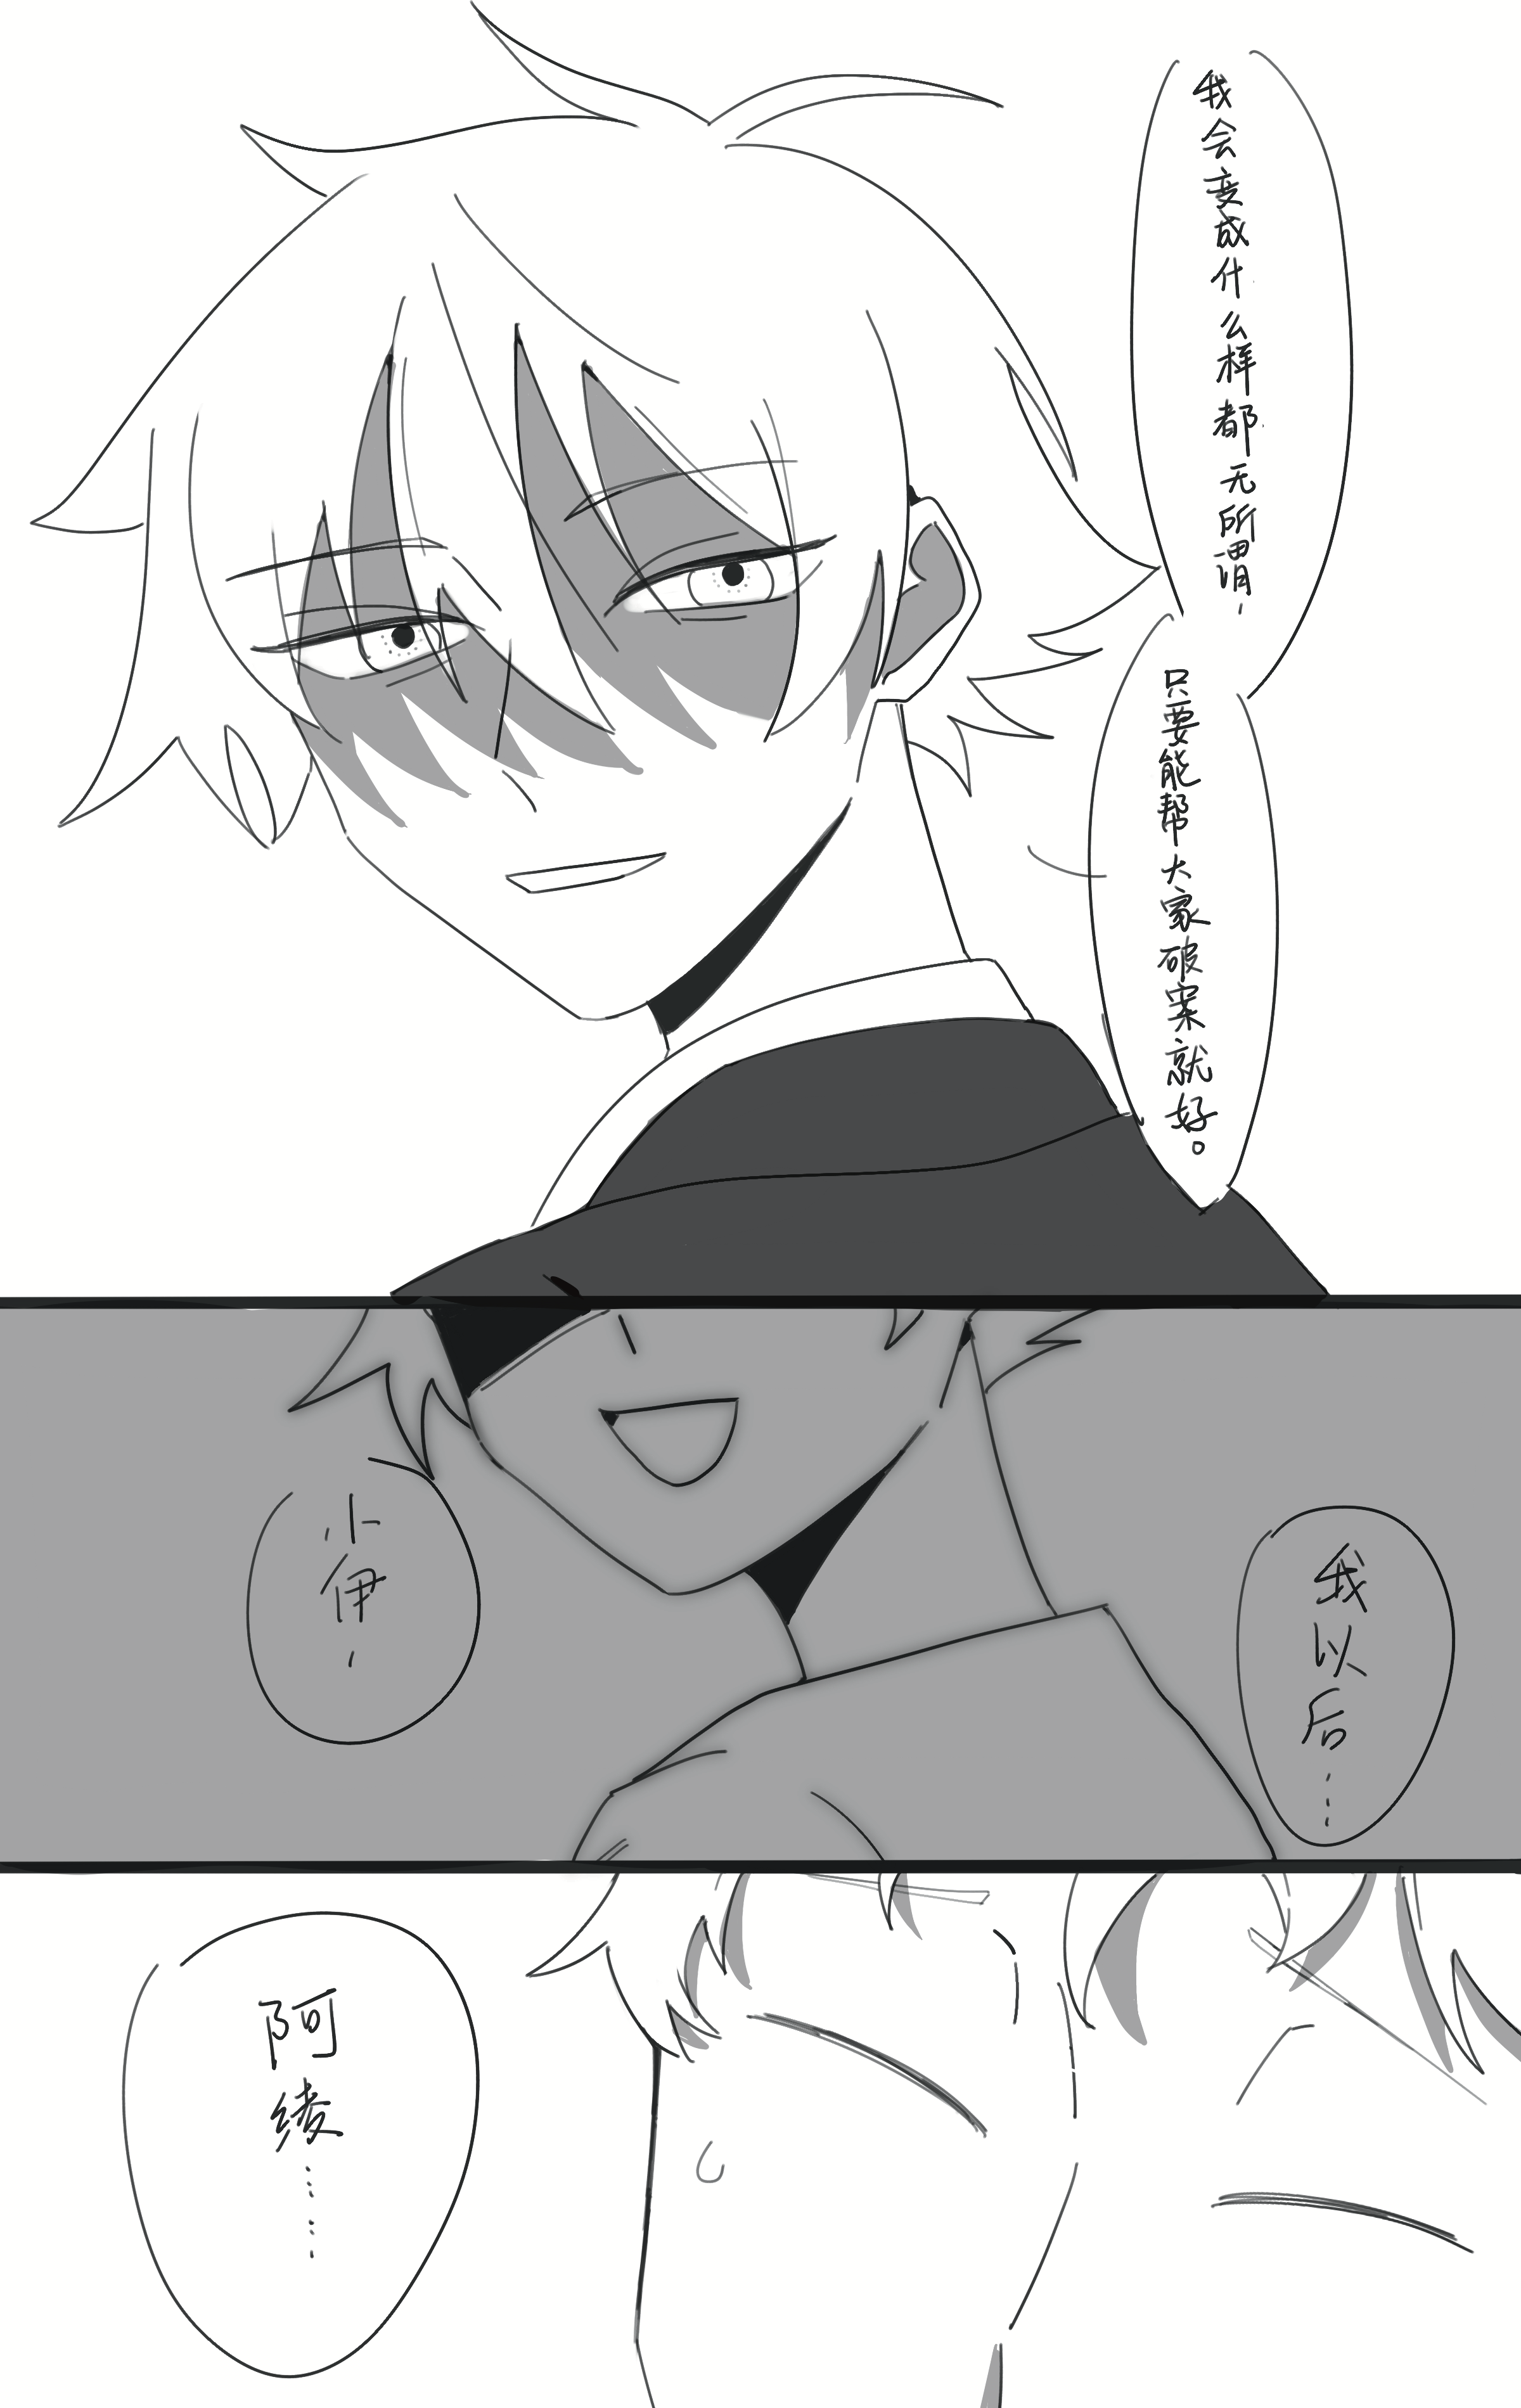 我会变成什么样都无所谓，
只要能帮大家破案就好。
我以后……
小伊，
阿绫……